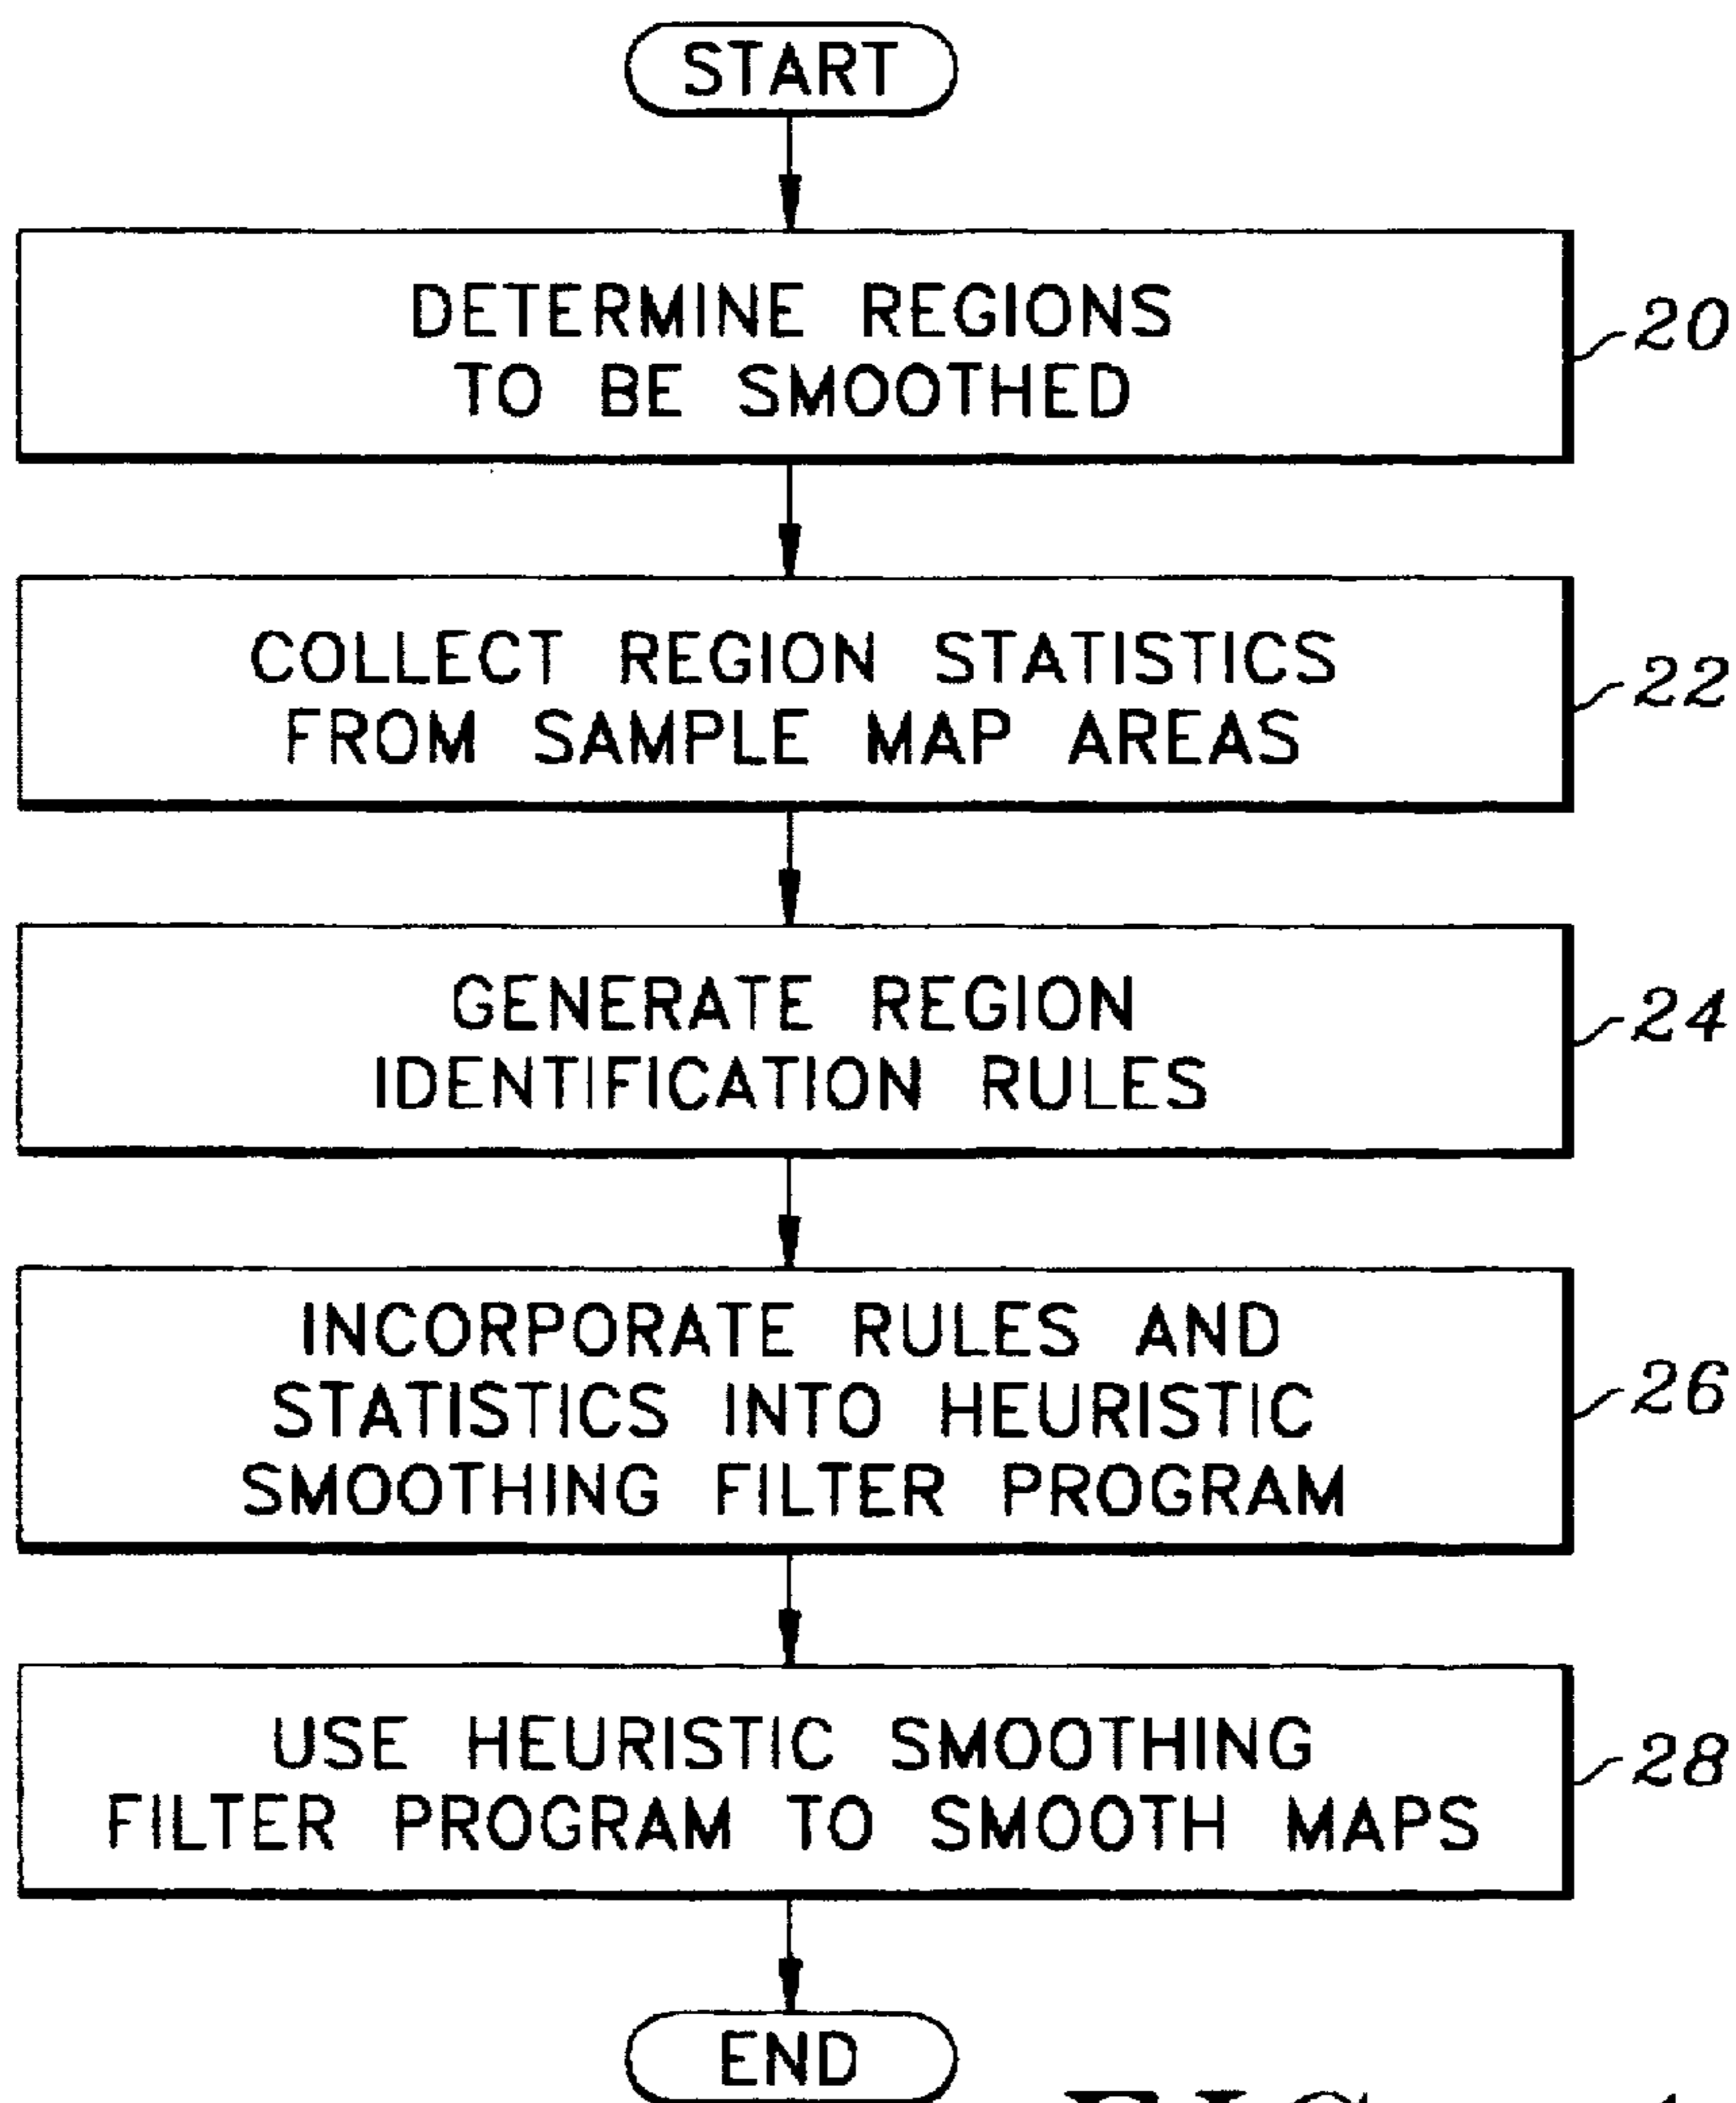 START
DETERMINE REGIONS
TO BE SMOOTHED
20
COLLECT REGION STATISTICS
FROM SAMPLE MAP AREAS
22
GENERATE REGION
IDENTIFICATION RULES
24
INCORPORATE RULES AND
STATISTICS INTO HEURISTIC
SMOOTHING FILTER PROGRAM
26
USE HEURISTIC SMOOTHING
FILTER PROGRAM TO SMOOTH MAPS
28
END